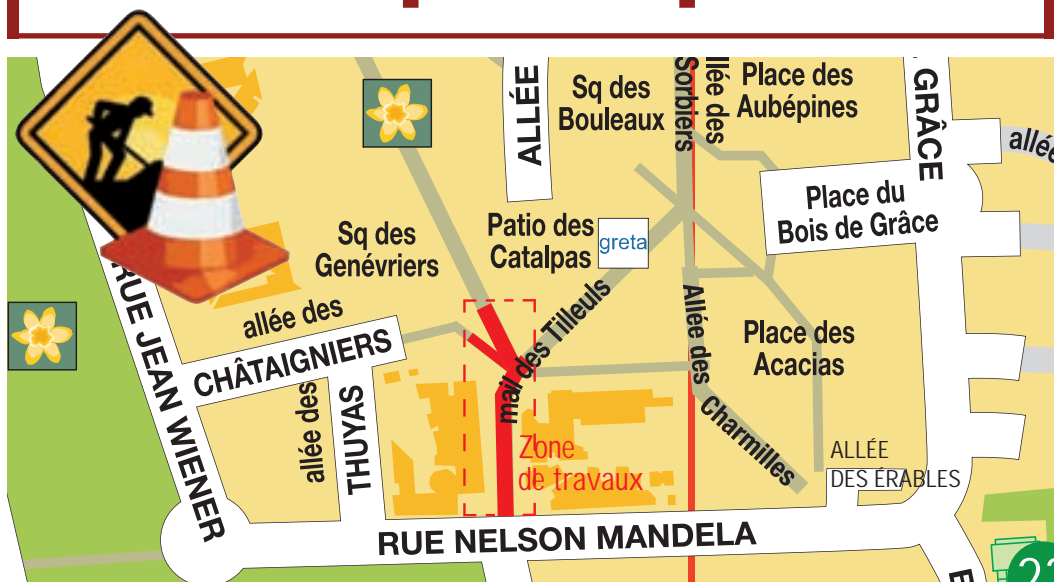 ALLÉE
Sq des
Bouleaux
Sorbiers
allée des
Place des
Aubépines
GRÂCE
allée
Place du
Bois de Grâce
Patio des
Catalpas
greta
Sq des
Genévriers
RUE JEAN WIENER
allée des
CHÂTAIGNIERS
allée des
THUYAS
mail des Tilleuls
Allée des Charmilles
Place des
Acacias
Zone
de travaux
ALLÉE
DES ÉRABLES
RUE NELSON MANDELA